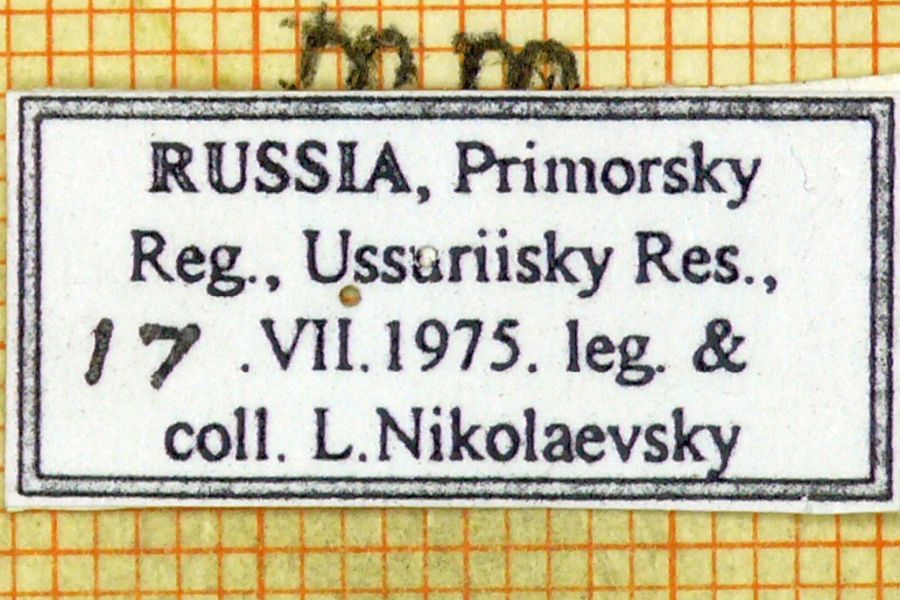 mm
RUSSIA, Primorsky
Reg., Ussuriisky Res.,
17 .VII.1975. leg. &
coll. L.Nikolaevsky